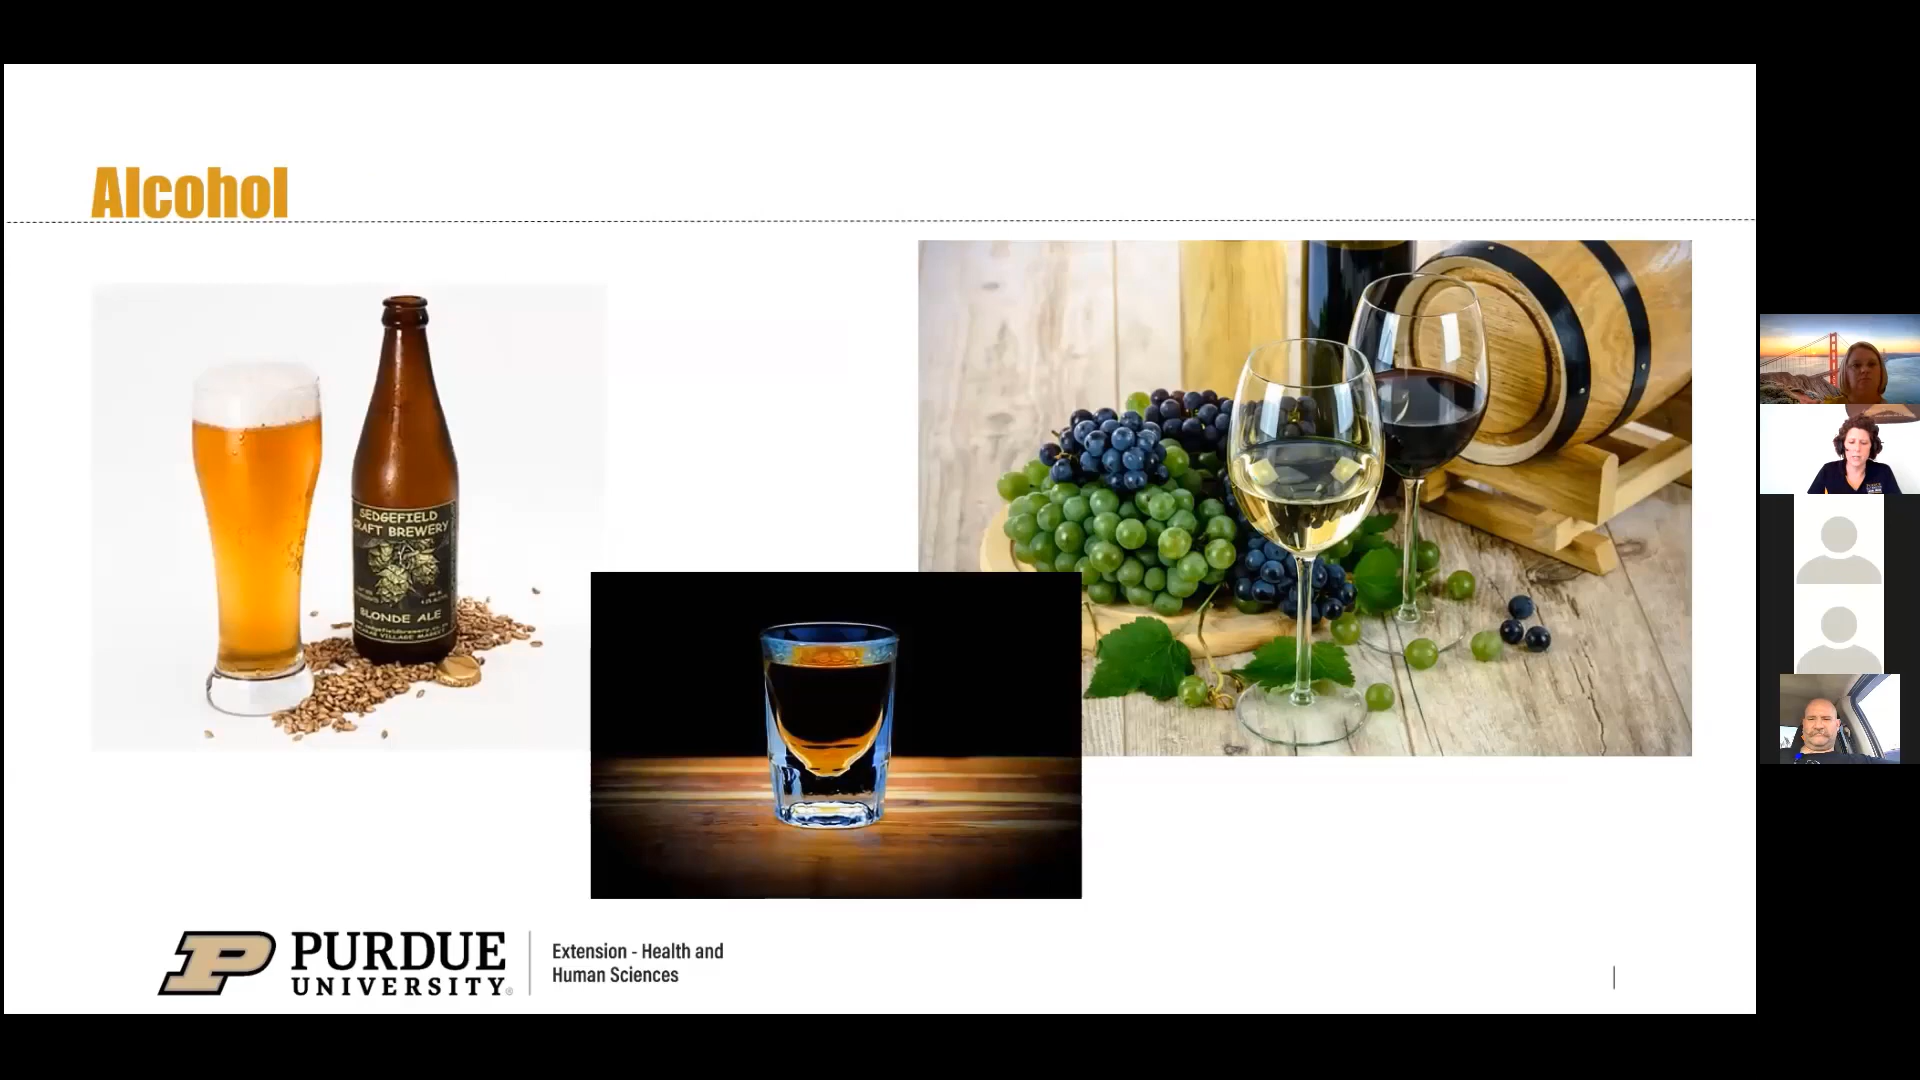 Alcohol
SEDGEFIELD
CRAFT BREWERY
BLONDE ALE
PURDUE
UNIVERSITY®
Extension - Health and
Human Sciences